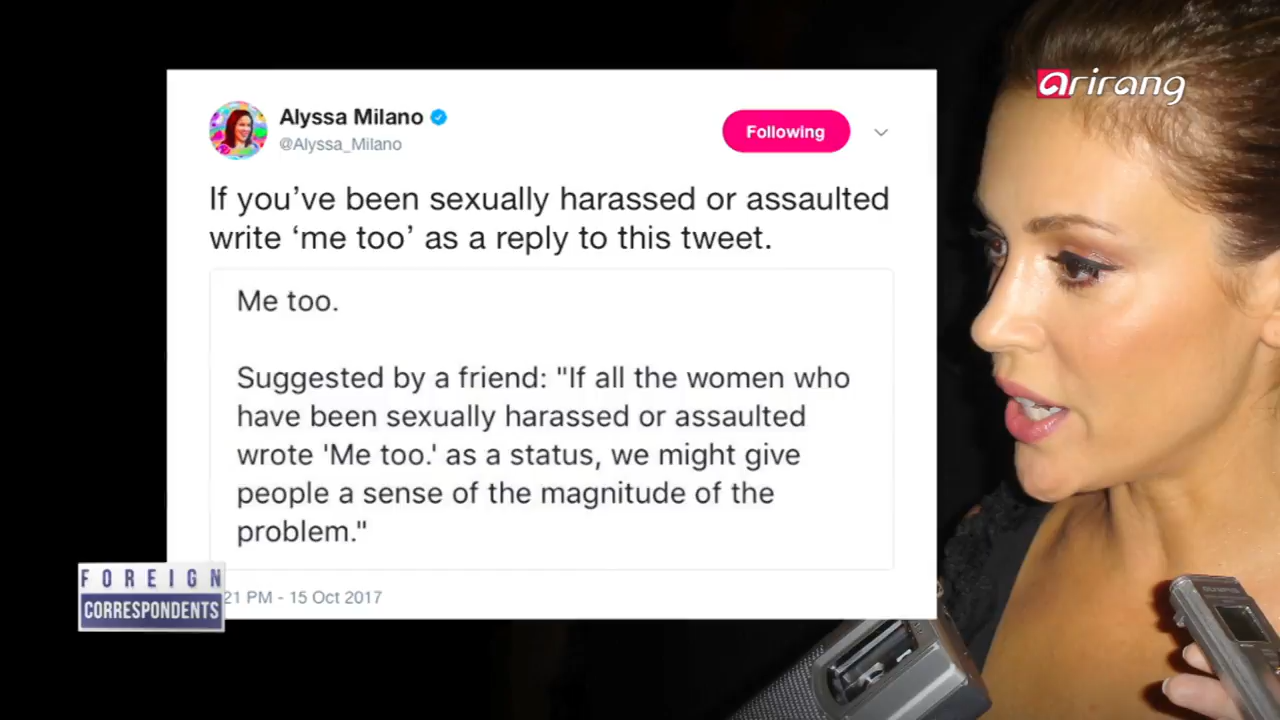 arirang
Alyssa Milano
@Alyssa_Milano
Following
If you’ve been sexually harassed or assaulted
write ‘me too’ as a reply to this tweet.
Me too.
Suggested by a friend: "If all the women who
have been sexually harassed or assaulted
wrote 'Me too.' as a status, we might give
people a sense of the magnitude of the
problem."
21 PM - 15 Oct 2017
FOREIGN
CORRESPONDENTS